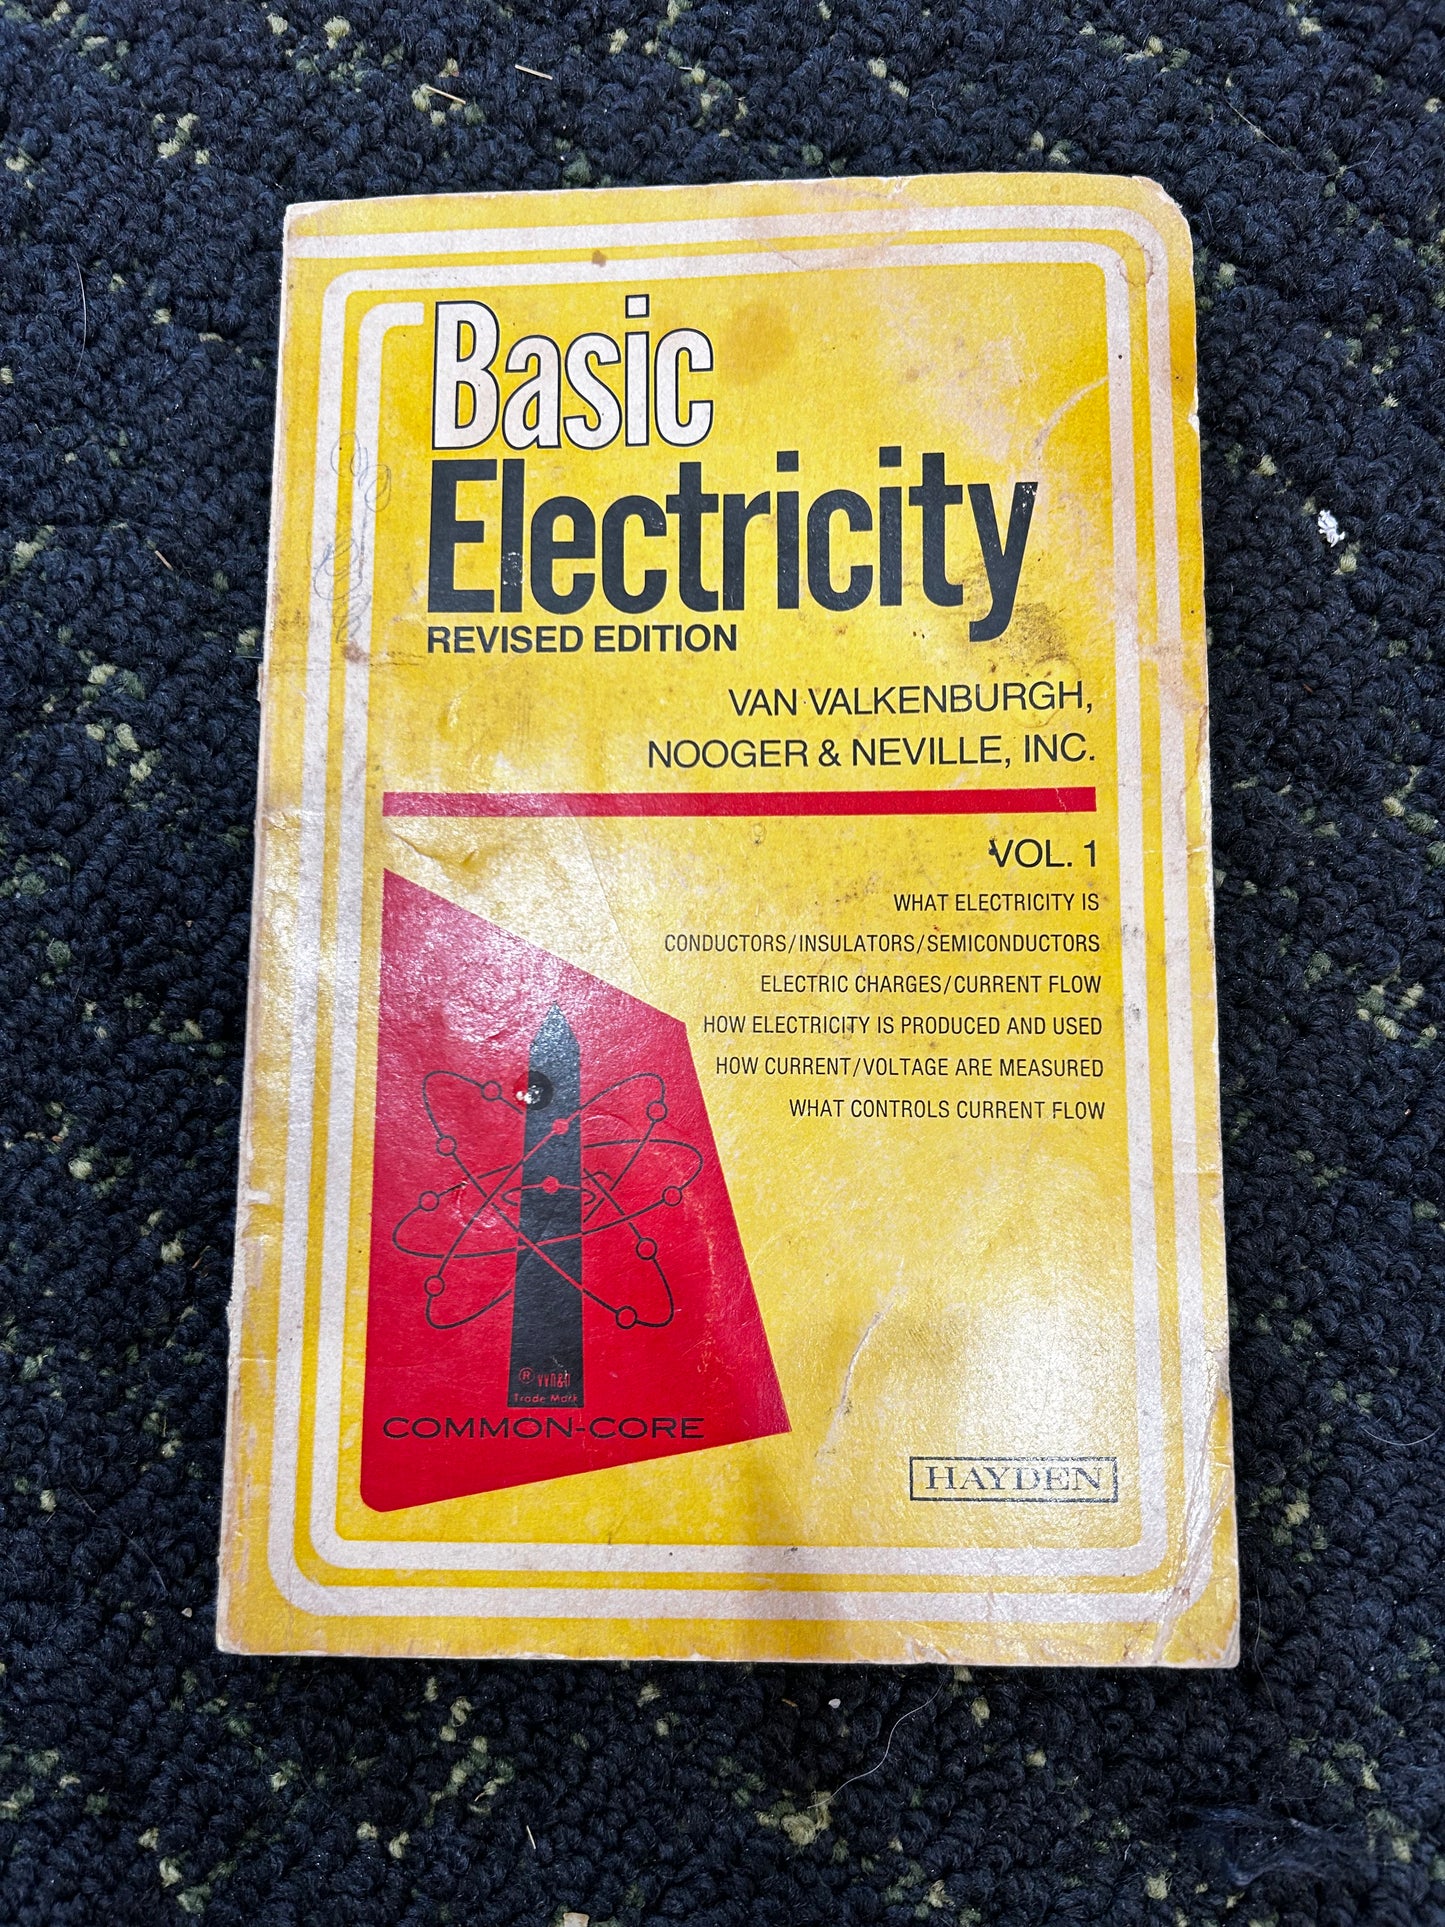 Basic
Electricity
REVISED EDITION
VAN VALKENBURGH,
NOOGER & NEVILLE, INC.
VOL. 1
WHAT ELECTRICITY IS
CONDUCTORS/INSULATORS/SEMICONDUCTORS
ELECTRIC CHARGES/CURRENT FLOW
HOW ELECTRICITY IS PRODUCED AND USED
HOW CURRENT/VOLTAGE ARE MEASURED
WHAT CONTROLS CURRENT FLOW
® vvn&n
Trade Mark
COMMON-CORE
HAYDEN